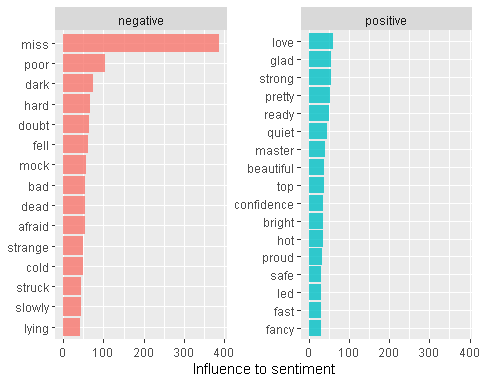 negative
miss
poor
dark
hard
doubt
fell
mock
bad
dead
afraid
strange
cold
struck
slowly
lying
0 100 200 300 400
positive
love
glad
strong
pretty
ready
quiet
master
beautiful
top
confidence
bright
hot
proud
safe
led
fast
fancy
0 100 200 300 400
Influence to sentiment